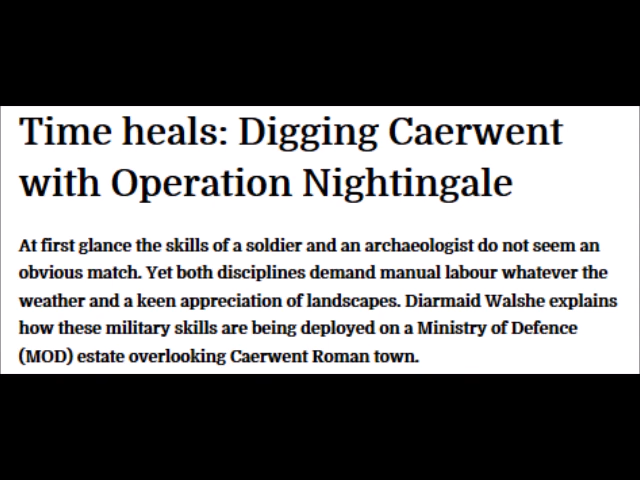 Time heals: Digging Caerwent
with Operation Nightingale
At first glance the skills of a soldier and an archaeologist do not seem an
obvious match. Yet both disciplines demand manual labour whatever the
weather and a keen appreciation of landscapes. Diarmaid Walshe explains
how these military skills are being deployed on a Ministry of Defence
(MOD) estate overlooking Caerwent Roman town.